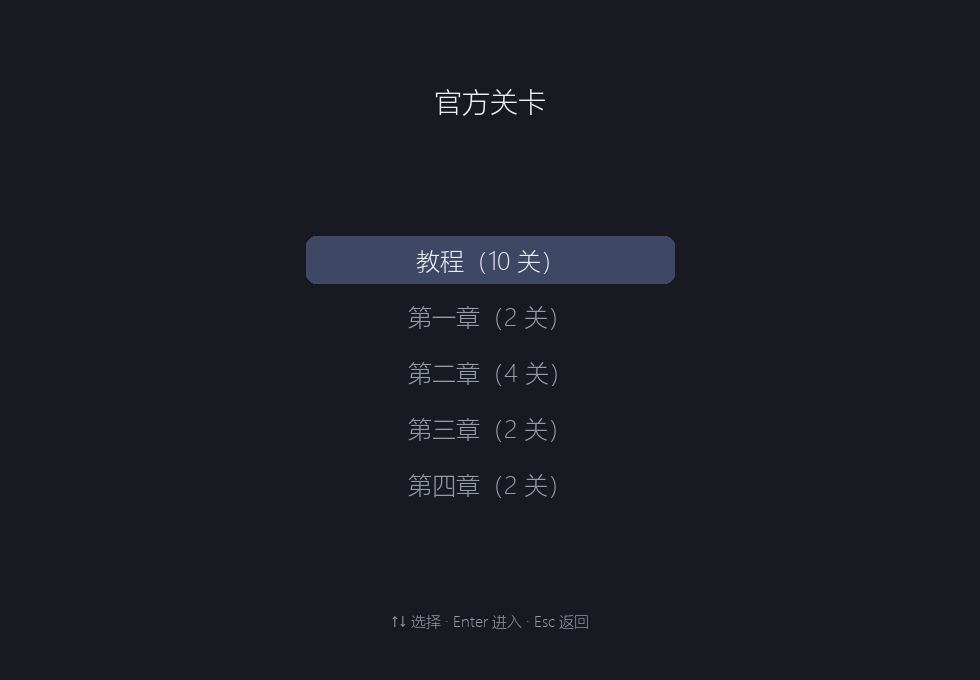 官方关卡
教程（10 关）
第一章（2 关）
第二章（4 关）
第三章（2 关）
第四章（2 关）
↑↓ 选择 · Enter 进入 · Esc 返回